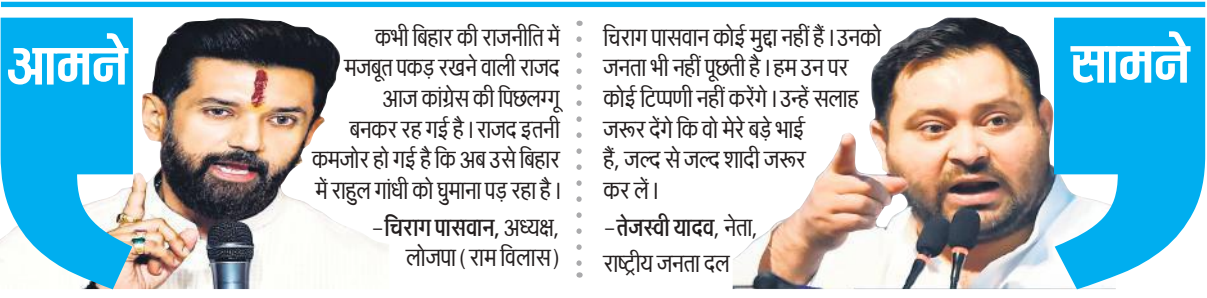 आमने
कभी बिहार की राजनीति में
मजबूत पकड़ रखने वाली राजद
आज कांग्रेस की पिछलग्गू
बनकर रह गई है। राजद इतनी
कमजोर हो गई है कि अब उसे बिहार
में राहुल गांधी को घुमाना पड़ रहा है।
–चिराग पासवान, अध्यक्ष,
लोजपा ( राम विलास)
चिराग पासवान कोई मुद्दा नहीं हैं। उनको
जनता भी नहीं पूछती है। हम उन पर
कोई टिप्पणी नहीं करेंगे। उन्हें सलाह
जरूर देंगे कि वो मेरे बड़े भाई
हैं, जल्द से जल्द शादी जरूर
कर लें।
–तेजस्वी यादव, नेता,
राष्ट्रीय जनता दल
सामने